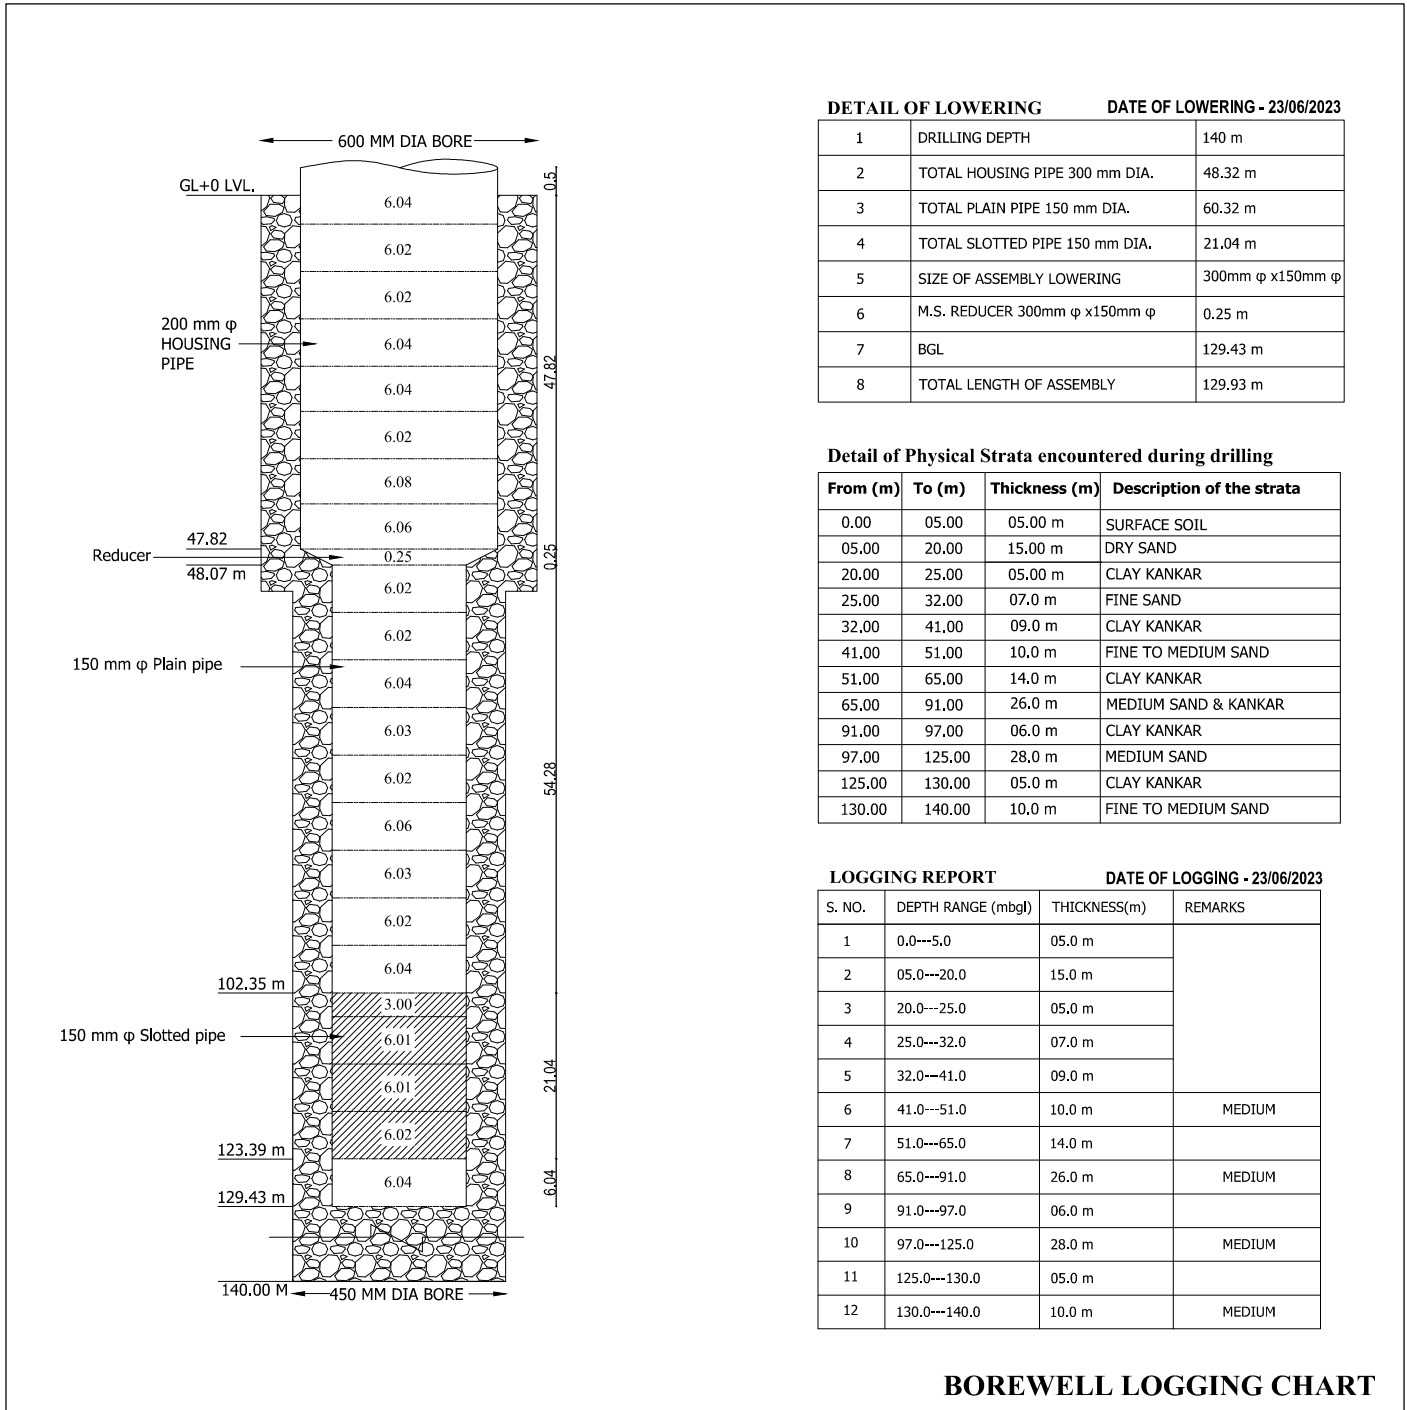 600 MM DIA BORE
0.5
GL+0 LVL.
6.04
6.02
6.02
200 mm φ
HOUSING
PIPE
6.04
47.82
6.04
6.02
6.08
6.06
47.82
Reducer
0.25
0.25
48.07 m
6.02
6.02
150 mm φ Plain pipe
6.04
6.03
6.02
54.28
6.06
6.03
6.02
6.04
102.35 m
3.00
150 mm φ Slotted pipe
6.01
6.01
21.04
6.02
123.39 m
6.04
6.04
129.43 m
140.00 M
450 MM DIA BORE
DETAIL OF LOWERING DATE OF LOWERING - 23/06/2023
1 DRILLING DEPTH 140 m
2 TOTAL HOUSING PIPE 300 mm DIA. 48.32 m
3 TOTAL PLAIN PIPE 150 mm DIA. 60.32 m
4 TOTAL SLOTTED PIPE 150 mm DIA. 21.04 m
5 SIZE OF ASSEMBLY LOWERING 300mm φ x150mm φ
6 M.S. REDUCER 300mm φ x150mm φ 0.25 m
7 BGL 129.43 m
8 TOTAL LENGTH OF ASSEMBLY 129.93 m
Detail of Physical Strata encountered during drilling
From (m) To (m) Thickness (m) Description of the strata
0.00 05.00 05.00 m SURFACE SOIL
05.00 20.00 15.00 m DRY SAND
20.00 25.00 05.00 m CLAY KANKAR
25.00 32.00 07.0 m FINE SAND
32.00 41.00 09.0 m CLAY KANKAR
41.00 51.00 10.0 m FINE TO MEDIUM SAND
51.00 65.00 14.0 m CLAY KANKAR
65.00 91.00 26.0 m MEDIUM SAND & KANKAR
91.00 97.00 06.0 m CLAY KANKAR
97.00 125.00 28.0 m MEDIUM SAND
125.00 130.00 05.0 m CLAY KANKAR
130.00 140.00 10.0 m FINE TO MEDIUM SAND
LOGGING REPORT DATE OF LOGGING - 23/06/2023
S. NO. DEPTH RANGE (mbgl) THICKNESS(m) REMARKS
1 0.0---5.0 05.0 m
2 05.0---20.0 15.0 m
3 20.0---25.0 05.0 m
4 25.0---32.0 07.0 m
5 32.0---41.0 09.0 m
6 41.0---51.0 10.0 m MEDIUM
7 51.0---65.0 14.0 m
8 65.0---91.0 26.0 m MEDIUM
9 91.0---97.0 06.0 m
10 97.0---125.0 28.0 m MEDIUM
11 125.0---130.0 05.0 m
12 130.0---140.0 10.0 m MEDIUM
BOREWELL LOGGING CHART